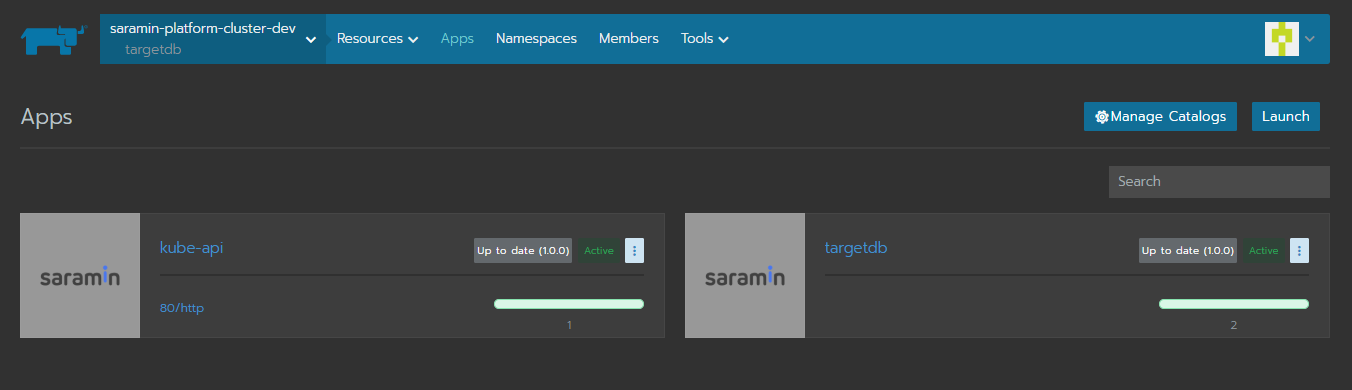 saramin-platform-cluster-dev
targetdb
Resources Apps Namespaces Members Tools
Apps
Manage Catalogs Launch
Search
saramin
kube-api
Up to date (1.0.0) Active
80/http
1
saramin
targetdb
Up to date (1.0.0) Active
2